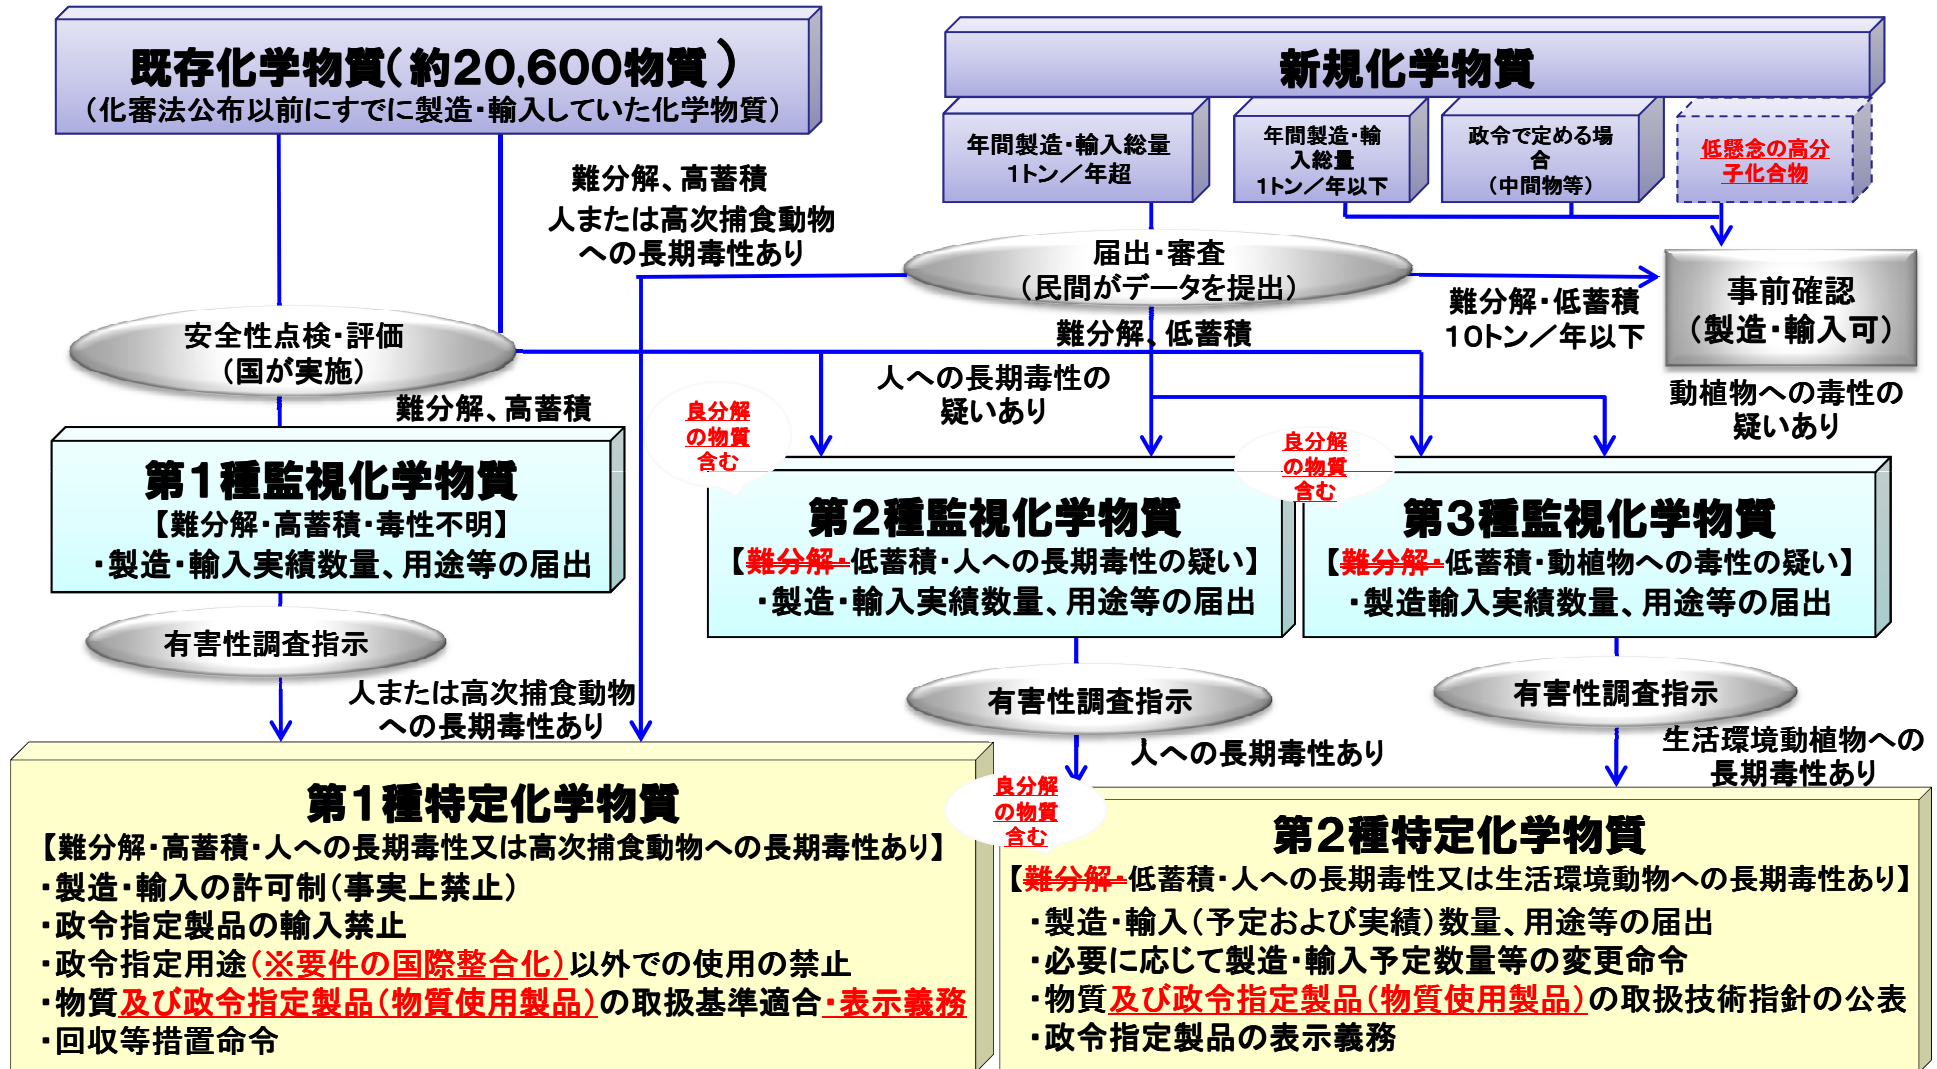 既存化学物質（約20,600物質）
（化審法公布以前にすでに製造・輸入していた化学物質）
新規化学物質
年間製造・輸入総量
1トン／年超
年間製造・輸
入総量
1トン／年以下
政令で定める場
合
（中間物等）
低懸念の高分
子化合物
難分解、高蓄積
人または高次捕食動物
への長期毒性あり
届出・審査
（民間がデータを提出）
難分解・低蓄積
10トン／年以下
事前確認
（製造・輸入可）
安全性点検・評価
（国が実施）
難分解、低蓄積
人への長期毒性の
疑いあり
動植物への毒性の
疑いあり
難分解、高蓄積
良分解
の物質
含む
良分解
の物質
含む
第1種監視化学物質
【難分解・高蓄積・毒性不明】
・製造・輸入実績数量、用途等の届出
第2種監視化学物質
【難分解・低蓄積・人への長期毒性の疑い】
・製造・輸入実績数量、用途等の届出
第3種監視化学物質
【難分解・低蓄積・動植物への毒性の疑い】
・製造輸入実績数量、用途等の届出
有害性調査指示
人または高次捕食動物
への長期毒性あり
有害性調査指示
人への長期毒性あり
有害性調査指示
生活環境動植物への
長期毒性あり
良分解
の物質
含む
第1種特定化学物質
【難分解・高蓄積・人への長期毒性又は高次捕食動物への長期毒性あり】
・製造・輸入の許可制（事実上禁止）
・政令指定製品の輸入禁止
・政令指定用途（※要件の国際整合化）以外での使用の禁止
・物質及び政令指定製品（物質使用製品）の取扱基準適合・表示義務
・回収等措置命令
第2種特定化学物質
【難分解・低蓄積・人への長期毒性又は生活環境動物への長期毒性あり】
・製造・輸入（予定および実績）数量、用途等の届出
・必要に応じて製造・輸入予定数量等の変更命令
・物質及び政令指定製品（物質使用製品）の取扱技術指針の公表
・政令指定製品の表示義務